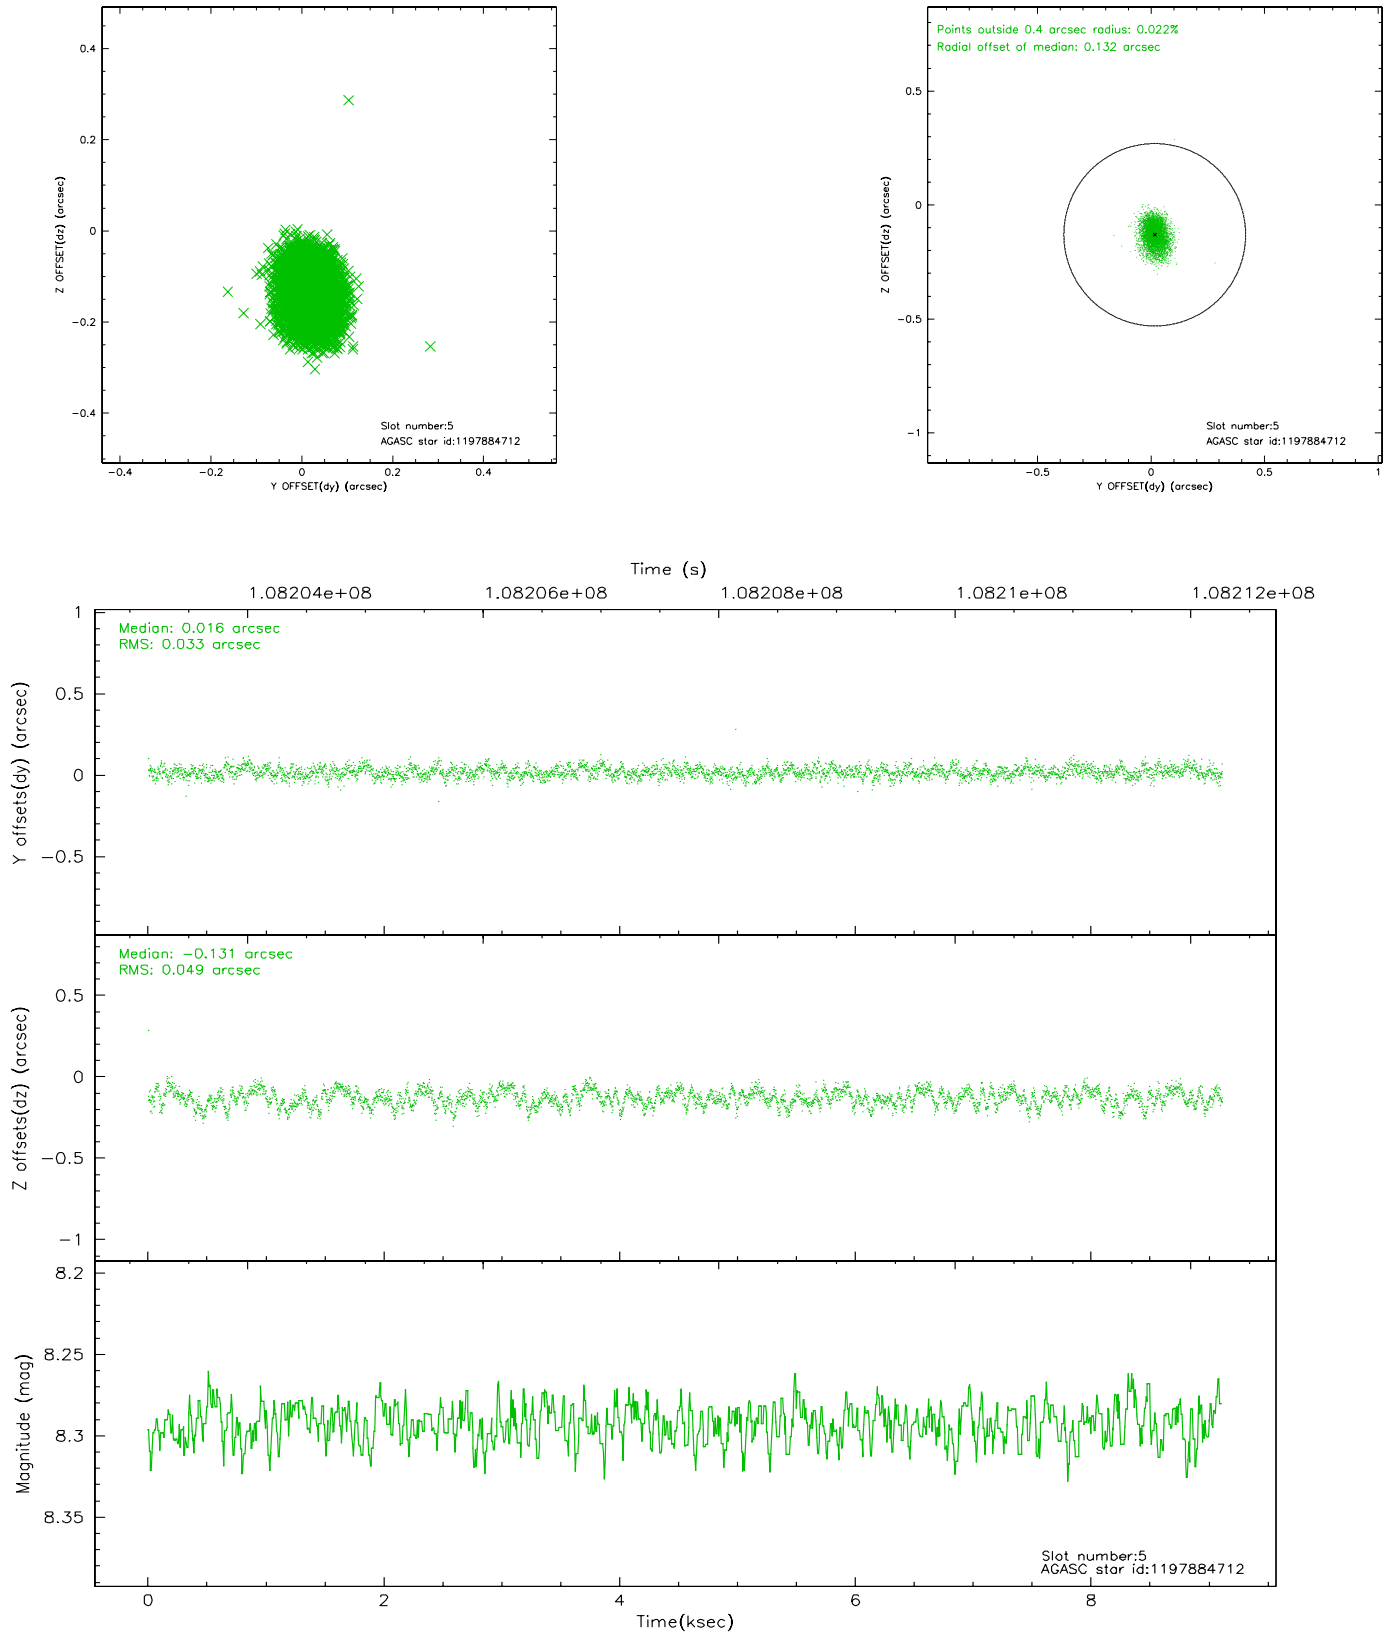 0.4
0.2
0
−0.2
−0.4
Z OFFSET(dz) (arcsec)
Slot number:5
AGASC star id:1197884712
−0.4 −0.2 0 0.2 0.4
Y OFFSET(dy) (arcsec)
Points outside 0.4 arcsec radius: 0.022%
Radial offset of median: 0.132 arcsec
0.5
0
−0.5
−1
Z OFFSET(dz) (arcsec)
Slot number:5
AGASC star id:1197884712
−0.5 0 0.5 1
Y OFFSET(dy) (arcsec)
Time (s)
1.08204e+08 1.08206e+08 1.08208e+08 1.0821e+08 1.08212e+08
Median: 0.016 arcsec
RMS: 0.033 arcsec
1
0.5
0
−0.5
Y offsets(dy) (arcsec)
Median: −0.131 arcsec
RMS: 0.049 arcsec
0.5
0
−0.5
−1
Z offsets(dz) (arcsec)
8.2
8.25
8.3
8.35
Magnitude (mag)
Slot number:5
AGASC star id:1197884712
0 2 4 6 8
Time(ksec)